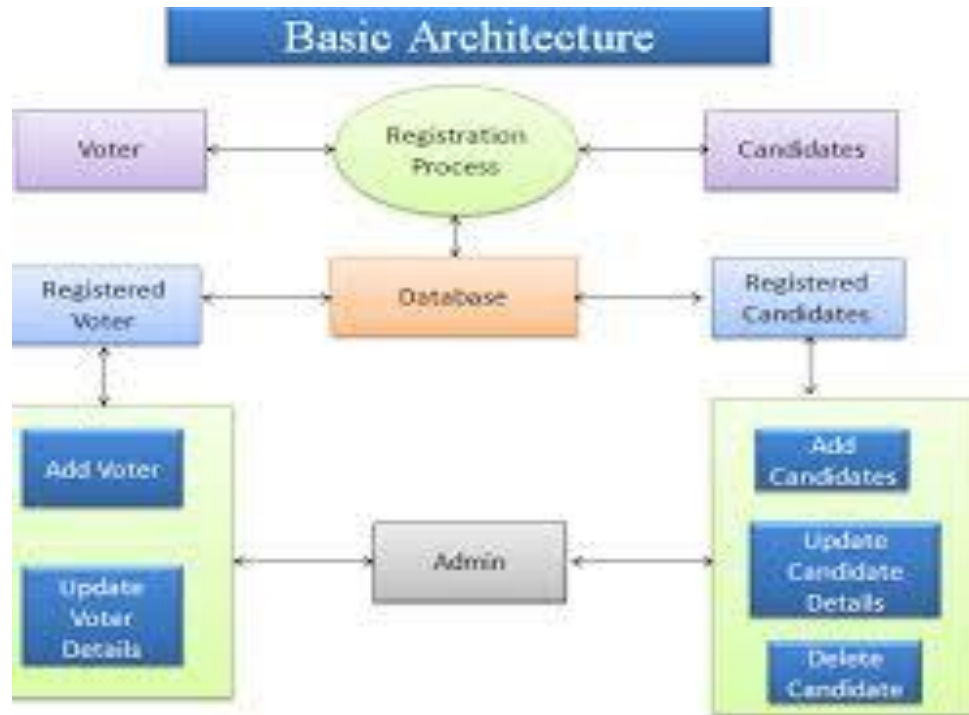 Basic Architecture
Voter
Registration
Process
Candidates
Registered
Voter
Database
Registered
Candidates
Add Voter
Update
Voter
Details
Admin
Add
Candidates
Update
Candidate
Details
Delete
Candidate